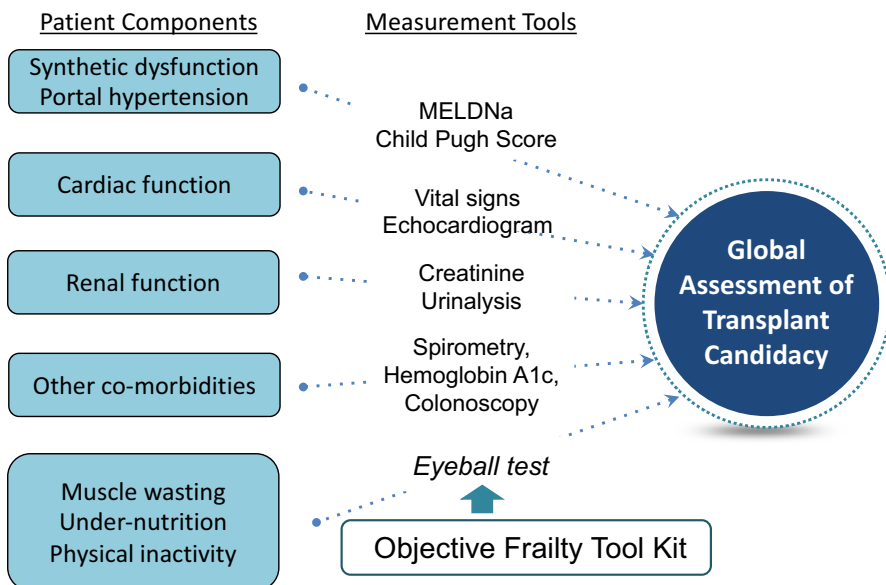 Patient Components
Measurement Tools
Synthetic dysfunction
Portal hypertension
MELDNa
Child Pugh Score
Cardiac function
Vital signs
Echocardiogram
Renal function
Creatinine
Urinalysis
Other co-morbidities
Spirometry,
Hemoglobin A1c,
Colonoscopy
Muscle wasting
Under-nutrition
Physical inactivity
Eyeball test
Objective Frailty Tool Kit
Global
Assessment of
Transplant
Candidacy